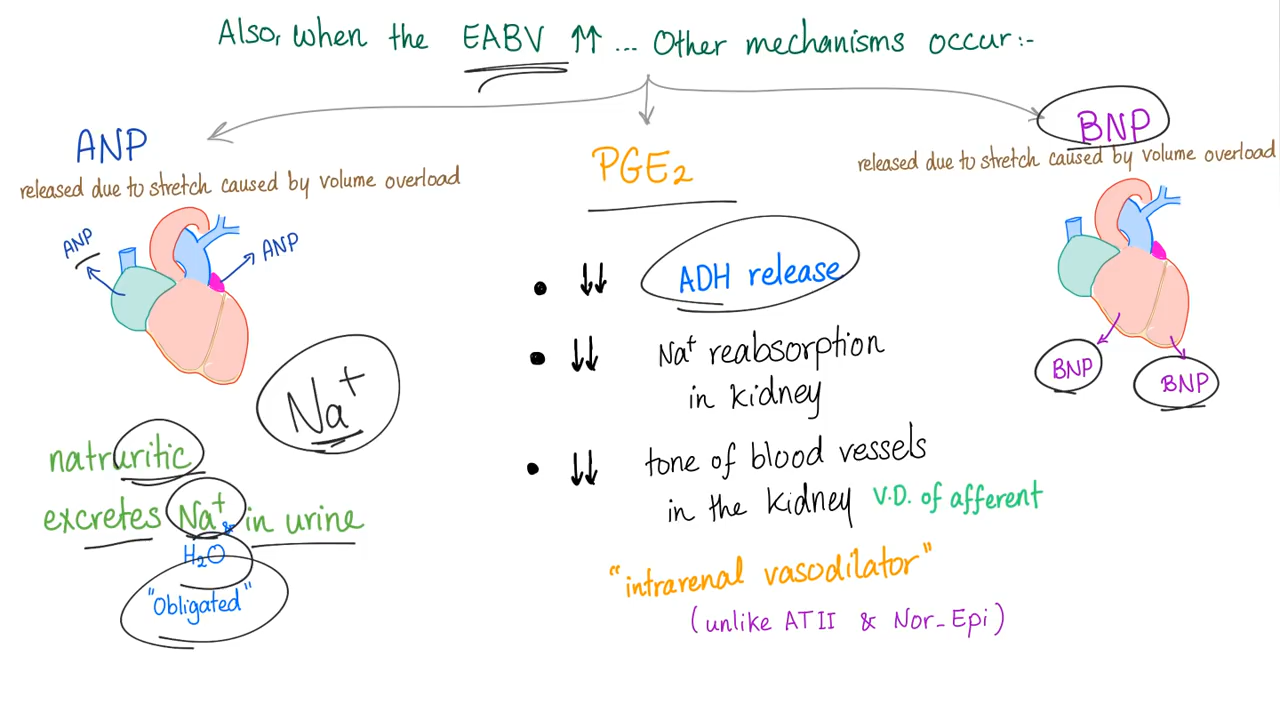 Also, when the EABV ↑↑ ... Other mechanisms occur:-
ANP
released due to stretch caused by volume overload
ANP
ANP
Na⁺
natruritic
excretes Na⁺ & in urine
H₂O
"Obligated"
PGE₂
• ↓↓ ADH release
• ↓↓ Na⁺ reabsorption
in kidney
• ↓↓ tone of blood vessels
in the kidney V.D. of afferent
"intrarenal vasodilator"
(unlike ATII & Nor-Epi)
BNP
released due to stretch caused by volume overload
BNP
BNP